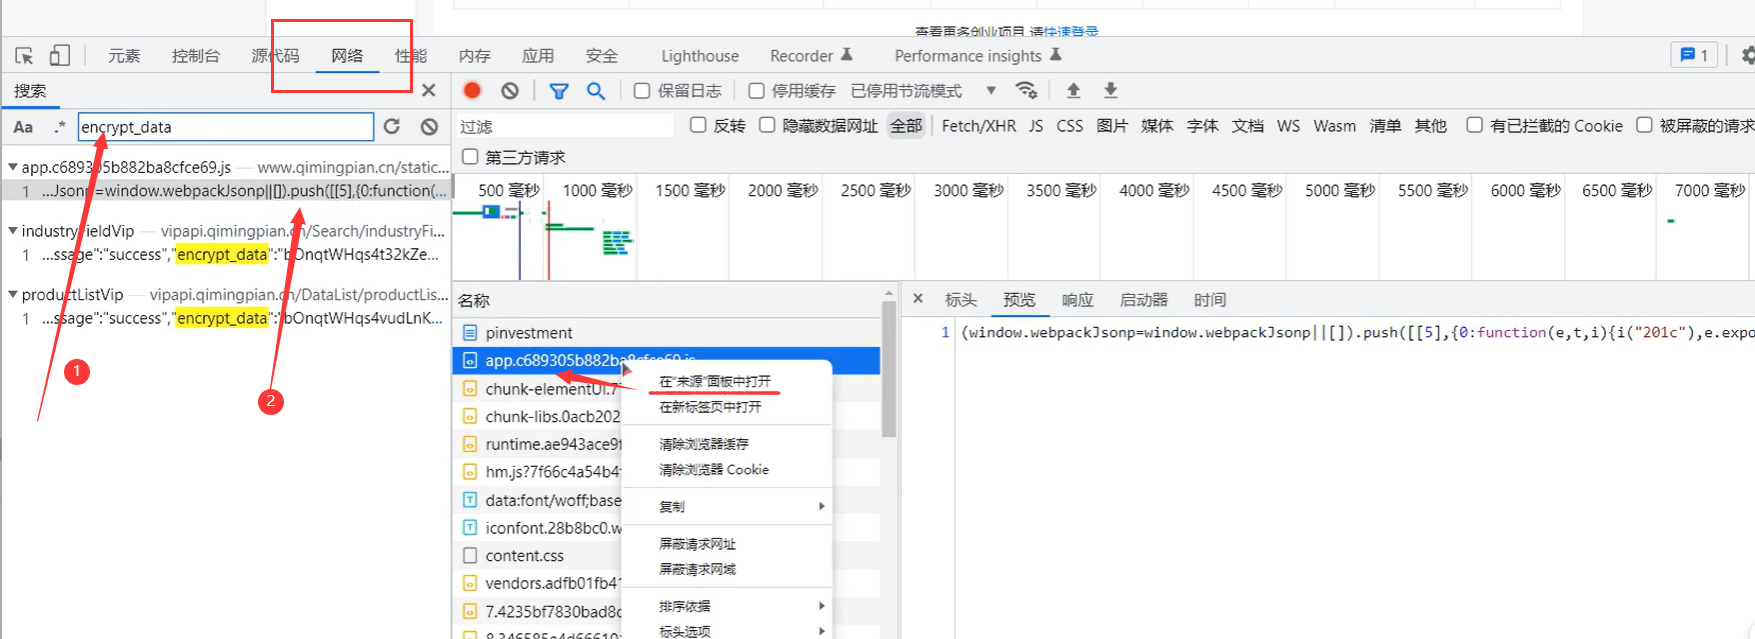 查看更多创业项目 请快速登录
元素 控制台 源代码 网络 性能 内存 应用 安全 Lighthouse Recorder Performance insights 1
搜索
保留日志 停用缓存 已停用节流模式
Aa .* encrypt_data
过滤 反转 隐藏数据网址 全部 Fetch/XHR JS CSS 图片 媒体 字体 文档 WS Wasm 清单 其他 有已拦截的 Cookie 被屏蔽的请求
第三方请求
app.c689305b882ba8cfce69.js — www.qimingpian.cn/static...
1 ...Jsonp=window.webpackJsonp||[]).push([[5],{0:function(...
industryFieldVip — vipapi.qimingpian.cn/Search/industryFi...
1 ...ssage":"success","encrypt_data":"bOnqtWHqs4t32kZe...
productListVip — vipapi.qimingpian.cn/DataList/productLis...
1 ...ssage":"success","encrypt_data":"bOnqtWHqs4vudLnK...
1
2
500 毫秒 1000 毫秒 1500 毫秒 2000 毫秒 2500 毫秒 3000 毫秒 3500 毫秒 4000 毫秒 4500 毫秒 5000 毫秒 5500 毫秒 6000 毫秒 6500 毫秒 7000 毫秒
名称
pinvestment
app.c689305b882ba8cfce69.js
chunk-elementUI.7
chunk-libs.0acb202
runtime.ae943ace9f
hm.js?7f66c4a54b4
data:font/woff;base
iconfont.28b8bc0.w
content.css
vendors.adfb01fb41
7.4235bf7830bad8c
在"来源"面板中打开
在新标签页中打开
清除浏览器缓存
清除浏览器 Cookie
复制
屏蔽请求网址
屏蔽请求网域
排序依据
标头选项
标头 预览 响应 启动器 时间
1 (window.webpackJsonp=window.webpackJsonp||[]).push([[5],{0:function(e,t,i){i("201c"),e.expo